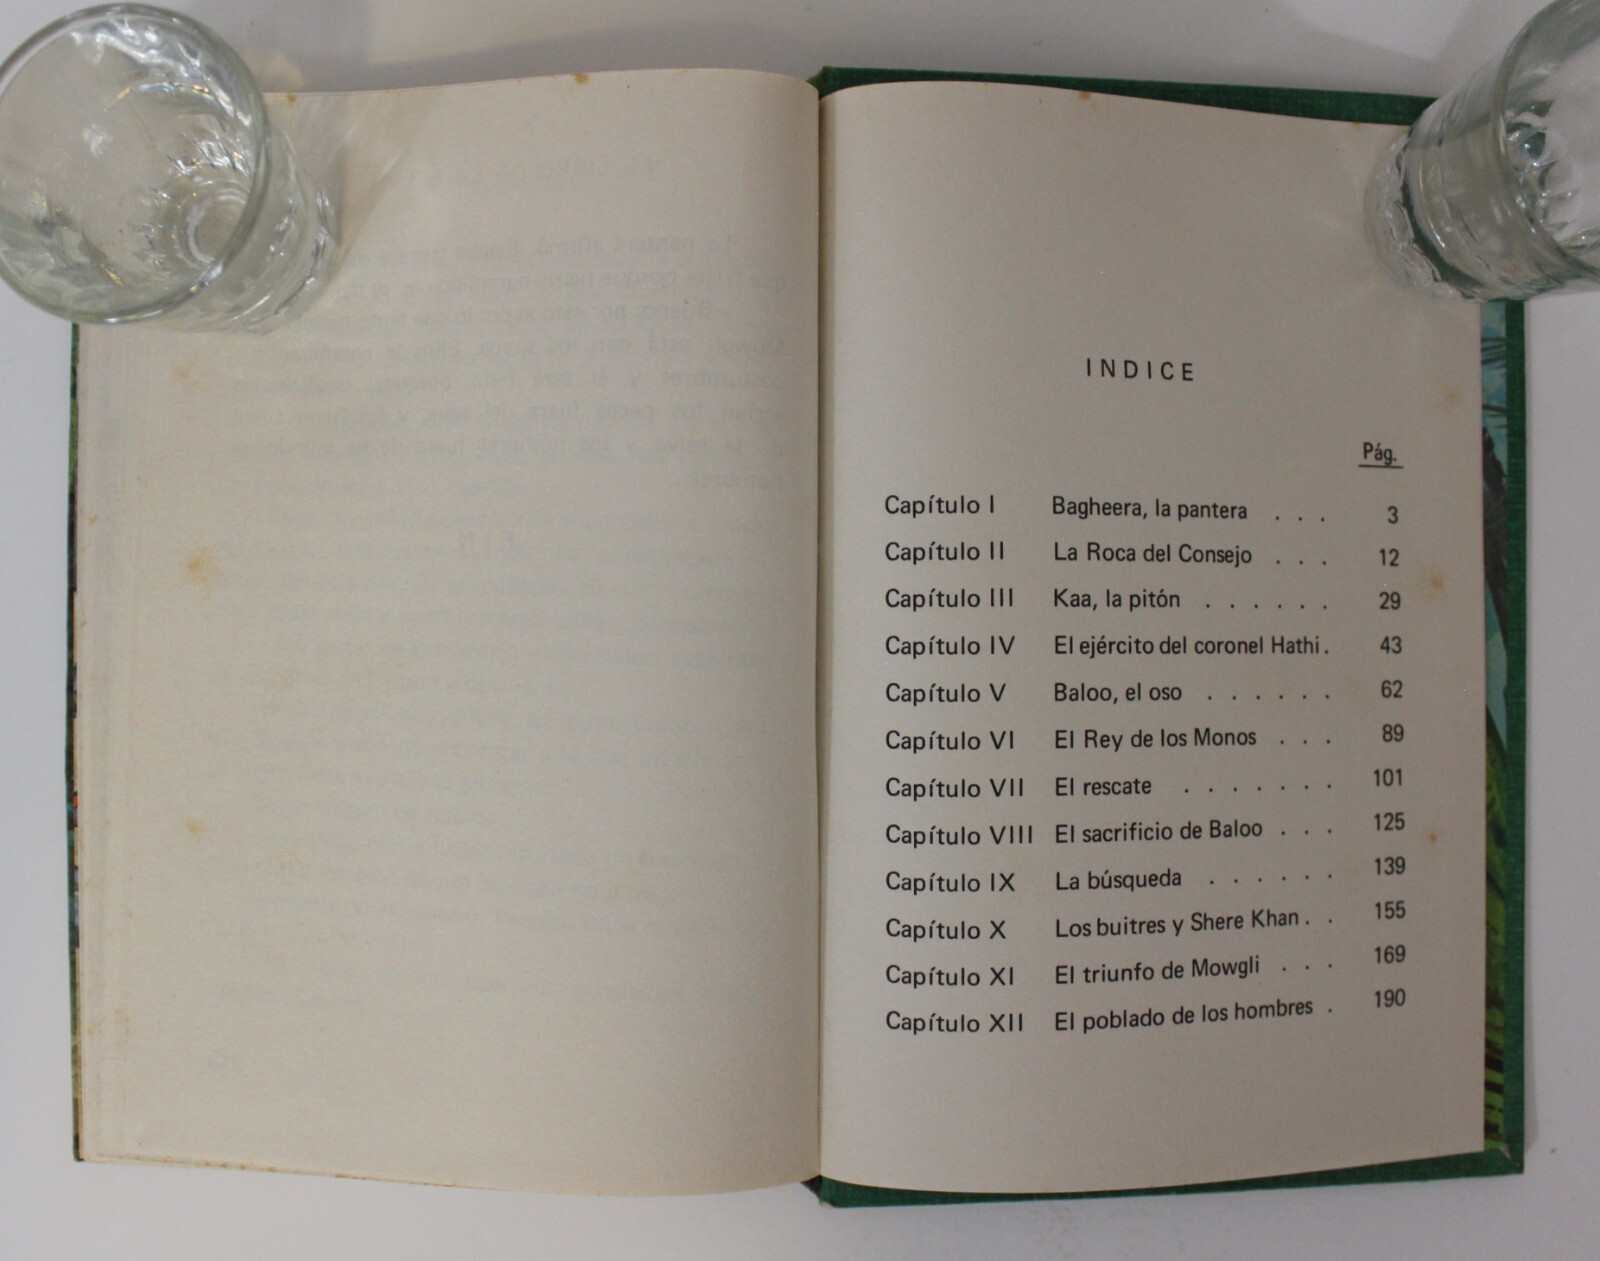 INDICE
Pág.
Capítulo I Bagheera, la pantera . . . 3
Capítulo II La Roca del Consejo . . . 12
Capítulo III Kaa, la pitón . . . . . . 29
Capítulo IV El ejército del coronel Hathi . 43
Capítulo V Baloo, el oso . . . . . . 62
Capítulo VI El Rey de los Monos . . . 89
Capítulo VII El rescate . . . . . . . 101
Capítulo VIII El sacrificio de Baloo . . . 125
Capítulo IX La búsqueda . . . . . . 139
Capítulo X Los buitres y Shere Khan . . 155
Capítulo XI El triunfo de Mowgli . . . 169
Capítulo XII El poblado de los hombres . 190